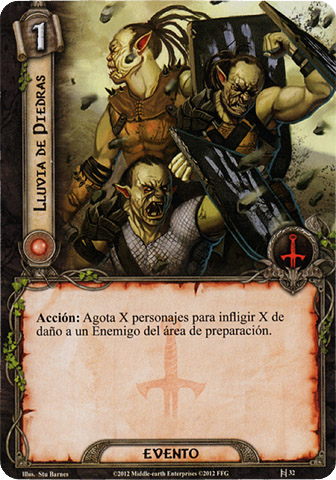 1
Lluvia de Piedras
Acción: Agota X personajes para infligir X de
daño a un Enemigo del área de preparación.
EVENTO
Illus. Stu Barnes
©2012 Middle-earth Enterprises ©2012 FFG
32